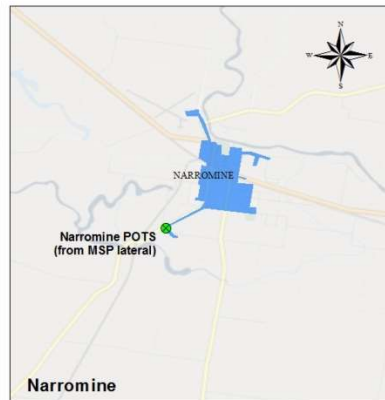 N
W
E
S
NARROMINE
Narromine POTS
(from MSP lateral)
Narromine